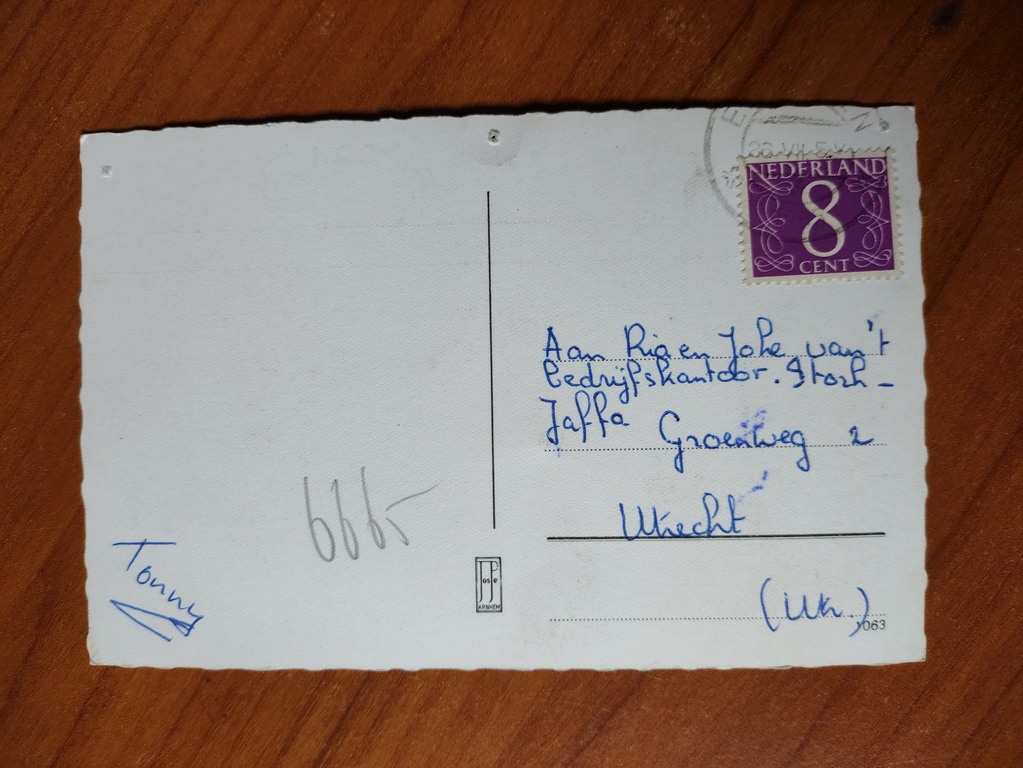 NEDERLAND
8
CENT
Aan Ria en Joke van't
bedrijfskantoor. Stork-
Jaffa
Groeneweg 2
Utrecht
(Utr.)
6665
Tonny
ARNHEM
1063